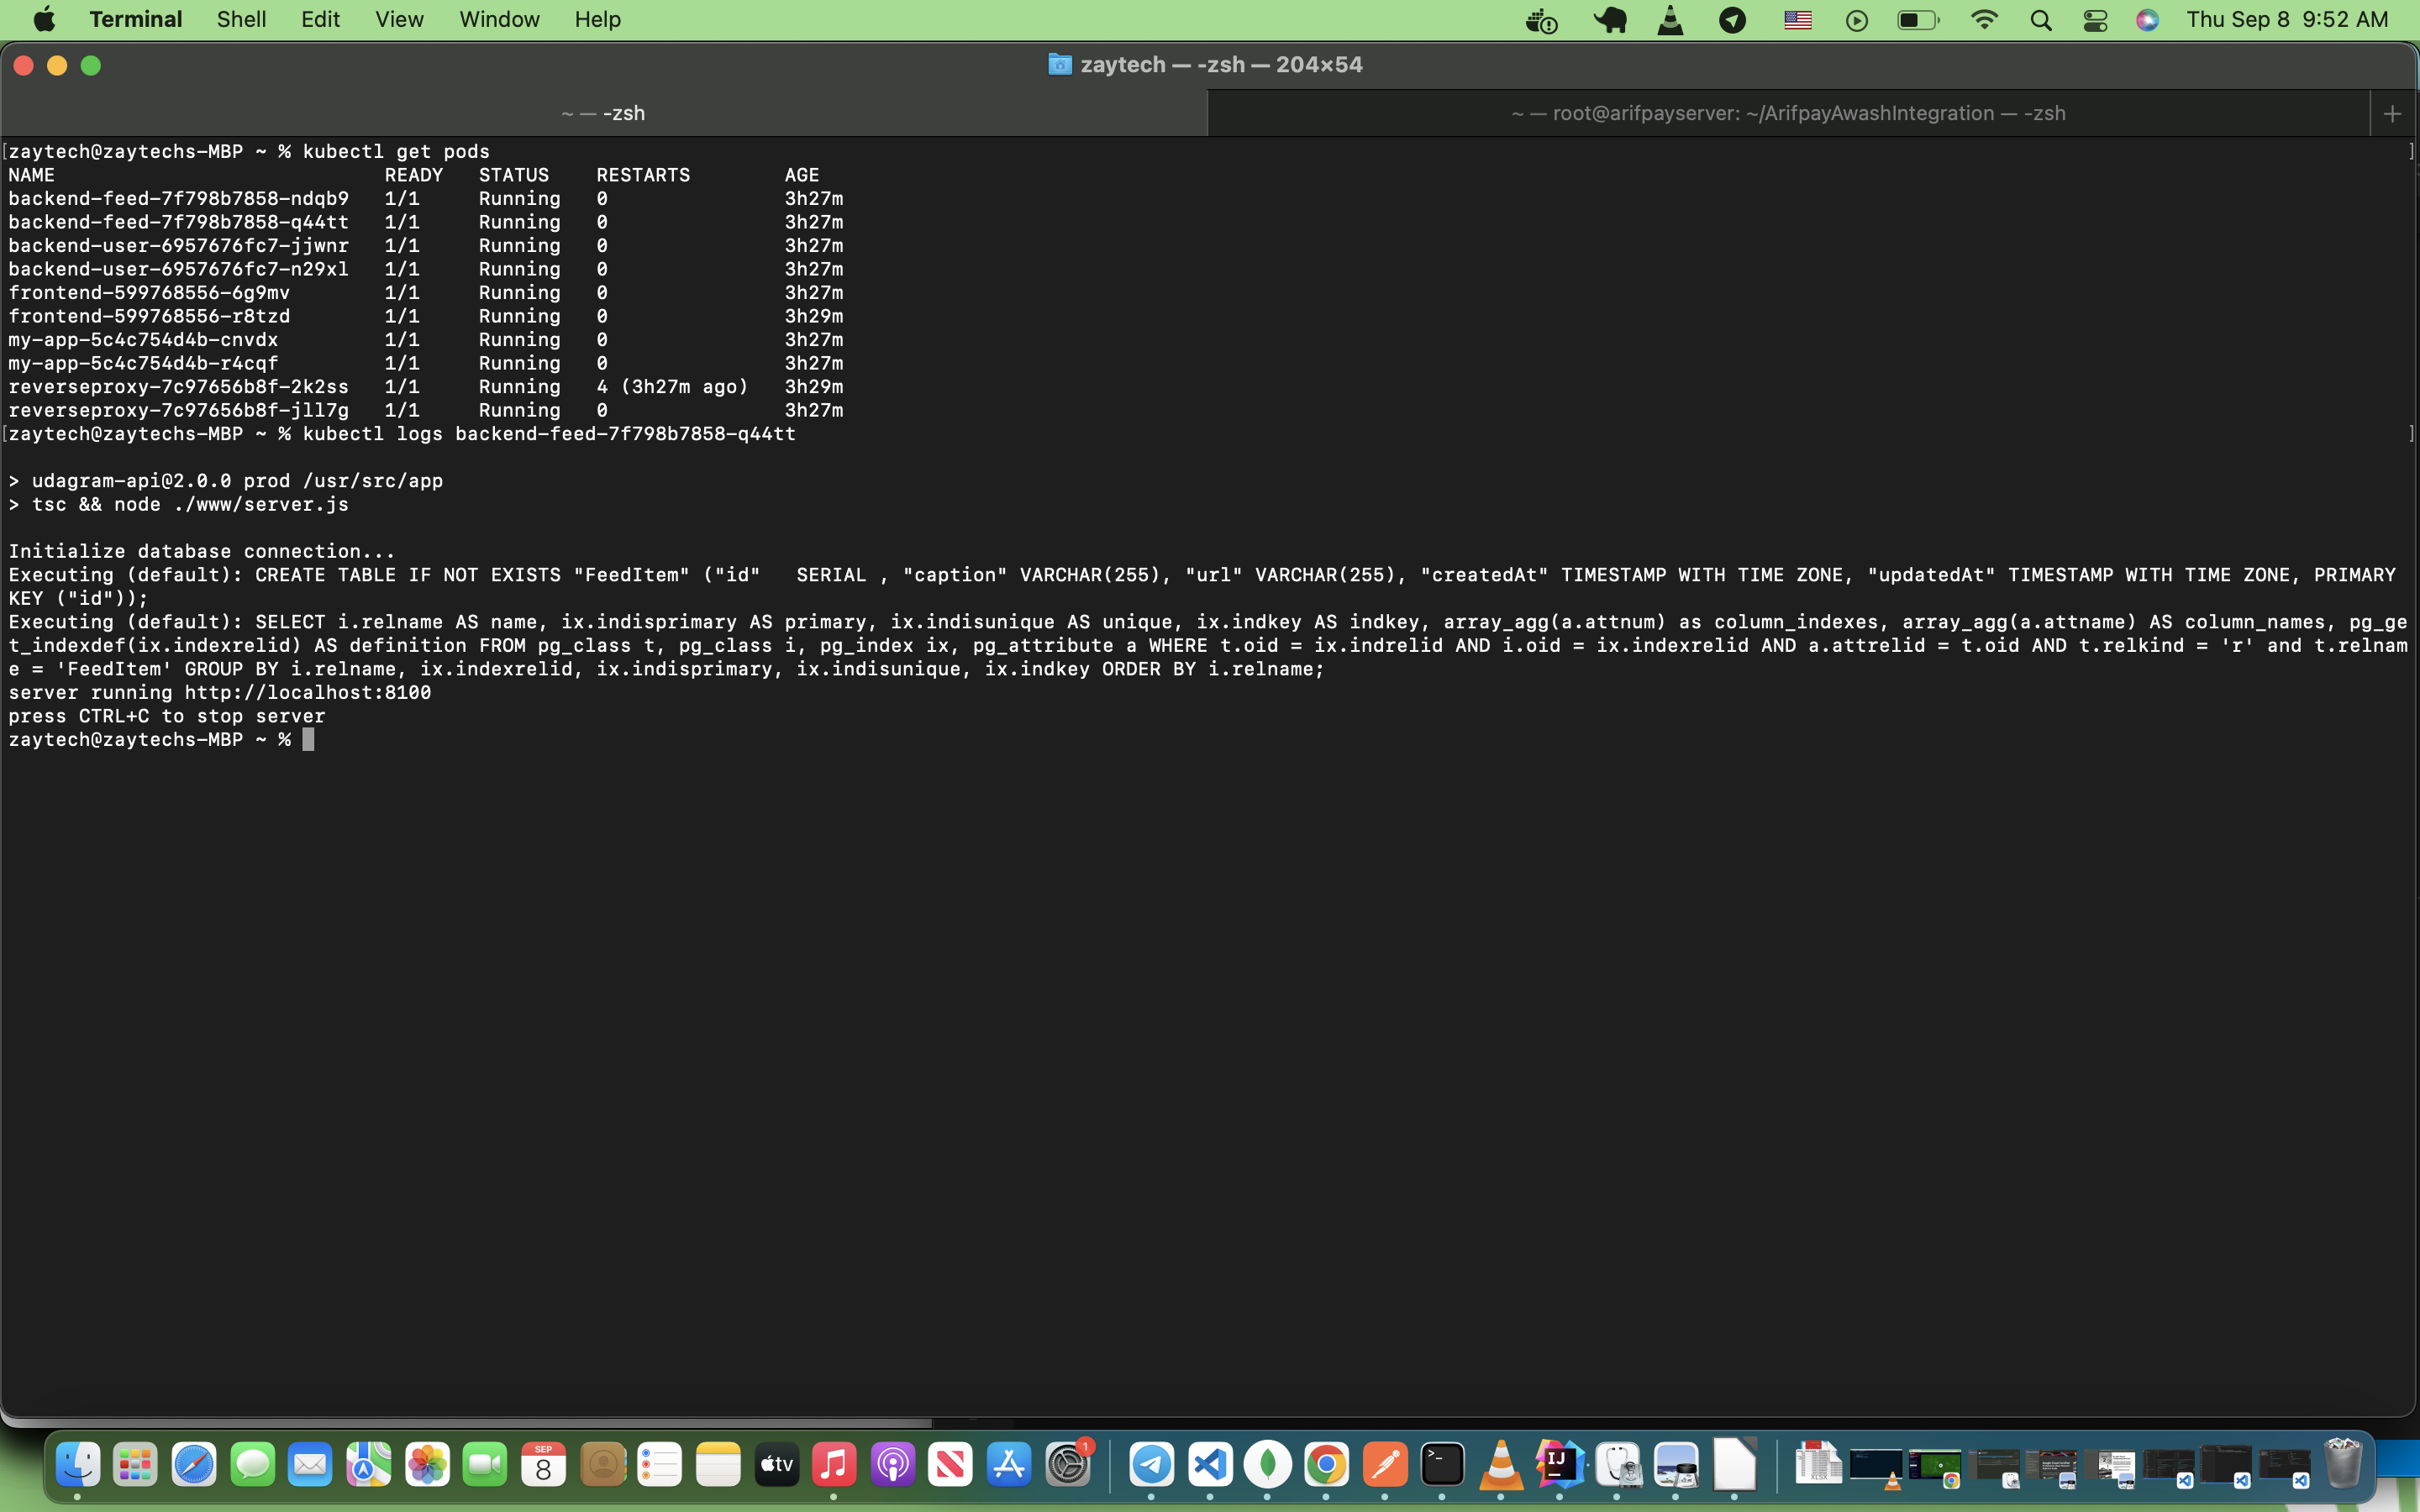 Terminal Shell Edit View Window Help Thu Sep 8 9:52 AM
zaytech — -zsh — 204×54
~ — -zsh ~ — root@arifpayserver: ~/ArifpayAwashIntegration — -zsh
[zaytech@zaytechs-MBP ~ % kubectl get pods ]
NAME READY STATUS RESTARTS AGE
backend-feed-7f798b7858-ndqb9 1/1 Running 0 3h27m
backend-feed-7f798b7858-q44tt 1/1 Running 0 3h27m
backend-user-6957676fc7-jjwnr 1/1 Running 0 3h27m
backend-user-6957676fc7-n29xl 1/1 Running 0 3h27m
frontend-599768556-6g9mv 1/1 Running 0 3h27m
frontend-599768556-r8tzd 1/1 Running 0 3h29m
my-app-5c4c754d4b-cnvdx 1/1 Running 0 3h27m
my-app-5c4c754d4b-r4cqf 1/1 Running 0 3h27m
reverseproxy-7c97656b8f-2k2ss 1/1 Running 4 (3h27m ago) 3h29m
reverseproxy-7c97656b8f-jll7g 1/1 Running 0 3h27m
[zaytech@zaytechs-MBP ~ % kubectl logs backend-feed-7f798b7858-q44tt ]
> udagram-api@2.0.0 prod /usr/src/app
> tsc && node ./www/server.js
Initialize database connection...
Executing (default): CREATE TABLE IF NOT EXISTS "FeedItem" ("id"   SERIAL , "caption" VARCHAR(255), "url" VARCHAR(255), "createdAt" TIMESTAMP WITH TIME ZONE, "updatedAt" TIMESTAMP WITH TIME ZONE, PRIMARY
KEY ("id"));
Executing (default): SELECT i.relname AS name, ix.indisprimary AS primary, ix.indisunique AS unique, ix.indkey AS indkey, array_agg(a.attnum) as column_indexes, array_agg(a.attname) AS column_names, pg_ge
t_indexdef(ix.indexrelid) AS definition FROM pg_class t, pg_class i, pg_index ix, pg_attribute a WHERE t.oid = ix.indrelid AND i.oid = ix.indexrelid AND a.attrelid = t.oid AND t.relkind = 'r' and t.relnam
e = 'FeedItem' GROUP BY i.relname, ix.indexrelid, ix.indisprimary, ix.indisunique, ix.indkey ORDER BY i.relname;
server running http://localhost:8100
press CTRL+C to stop server
zaytech@zaytechs-MBP ~ %
SEP
8
tv
1
IJ
XLSX